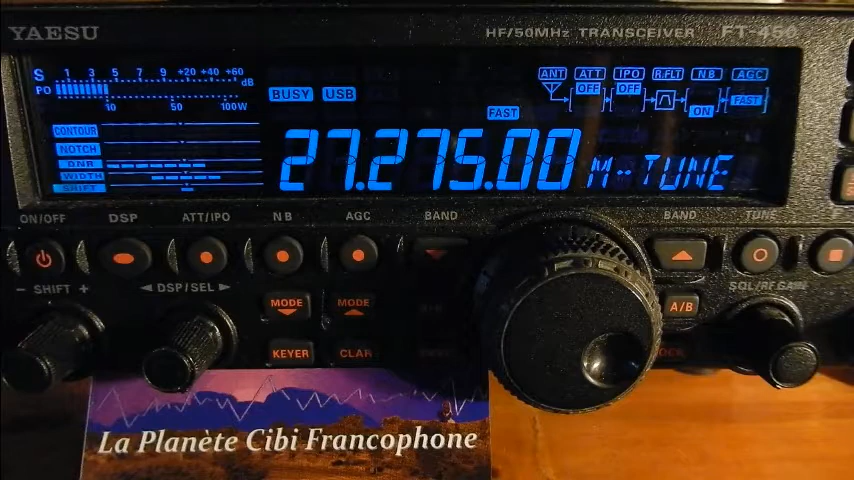 YAESU
HF/50MHz TRANSCEIVER FT-450
S 1 3 5 7 9 +20 +40 +60 dB
PO 10 50 100W
BUSY USB
ANT ATT IPO R.FLT NB AGC
OFF OFF ON FAST
FAST
CONTOUR
NOTCH
DNR
WIDTH
SHIFT
27.275.00 M-TUNE
ON/OFF DSP ATT/IPO NB AGC BAND BAND TUNE
− SHIFT + ◀DSP/SEL▶ MODE MODE A/B SQL/RF GAIN
KEYER CLAR
La Planète Cibi Francophone